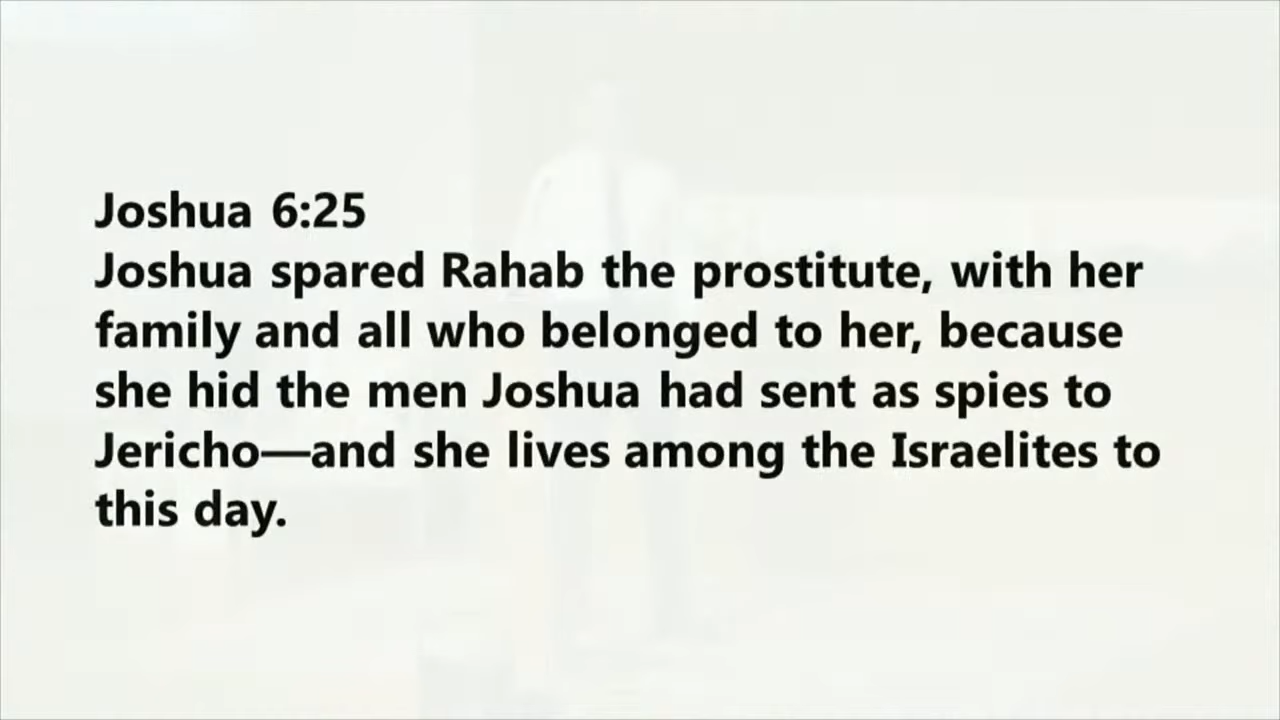 Joshua 6:25
Joshua spared Rahab the prostitute, with her
family and all who belonged to her, because
she hid the men Joshua had sent as spies to
Jericho—and she lives among the Israelites to
this day.